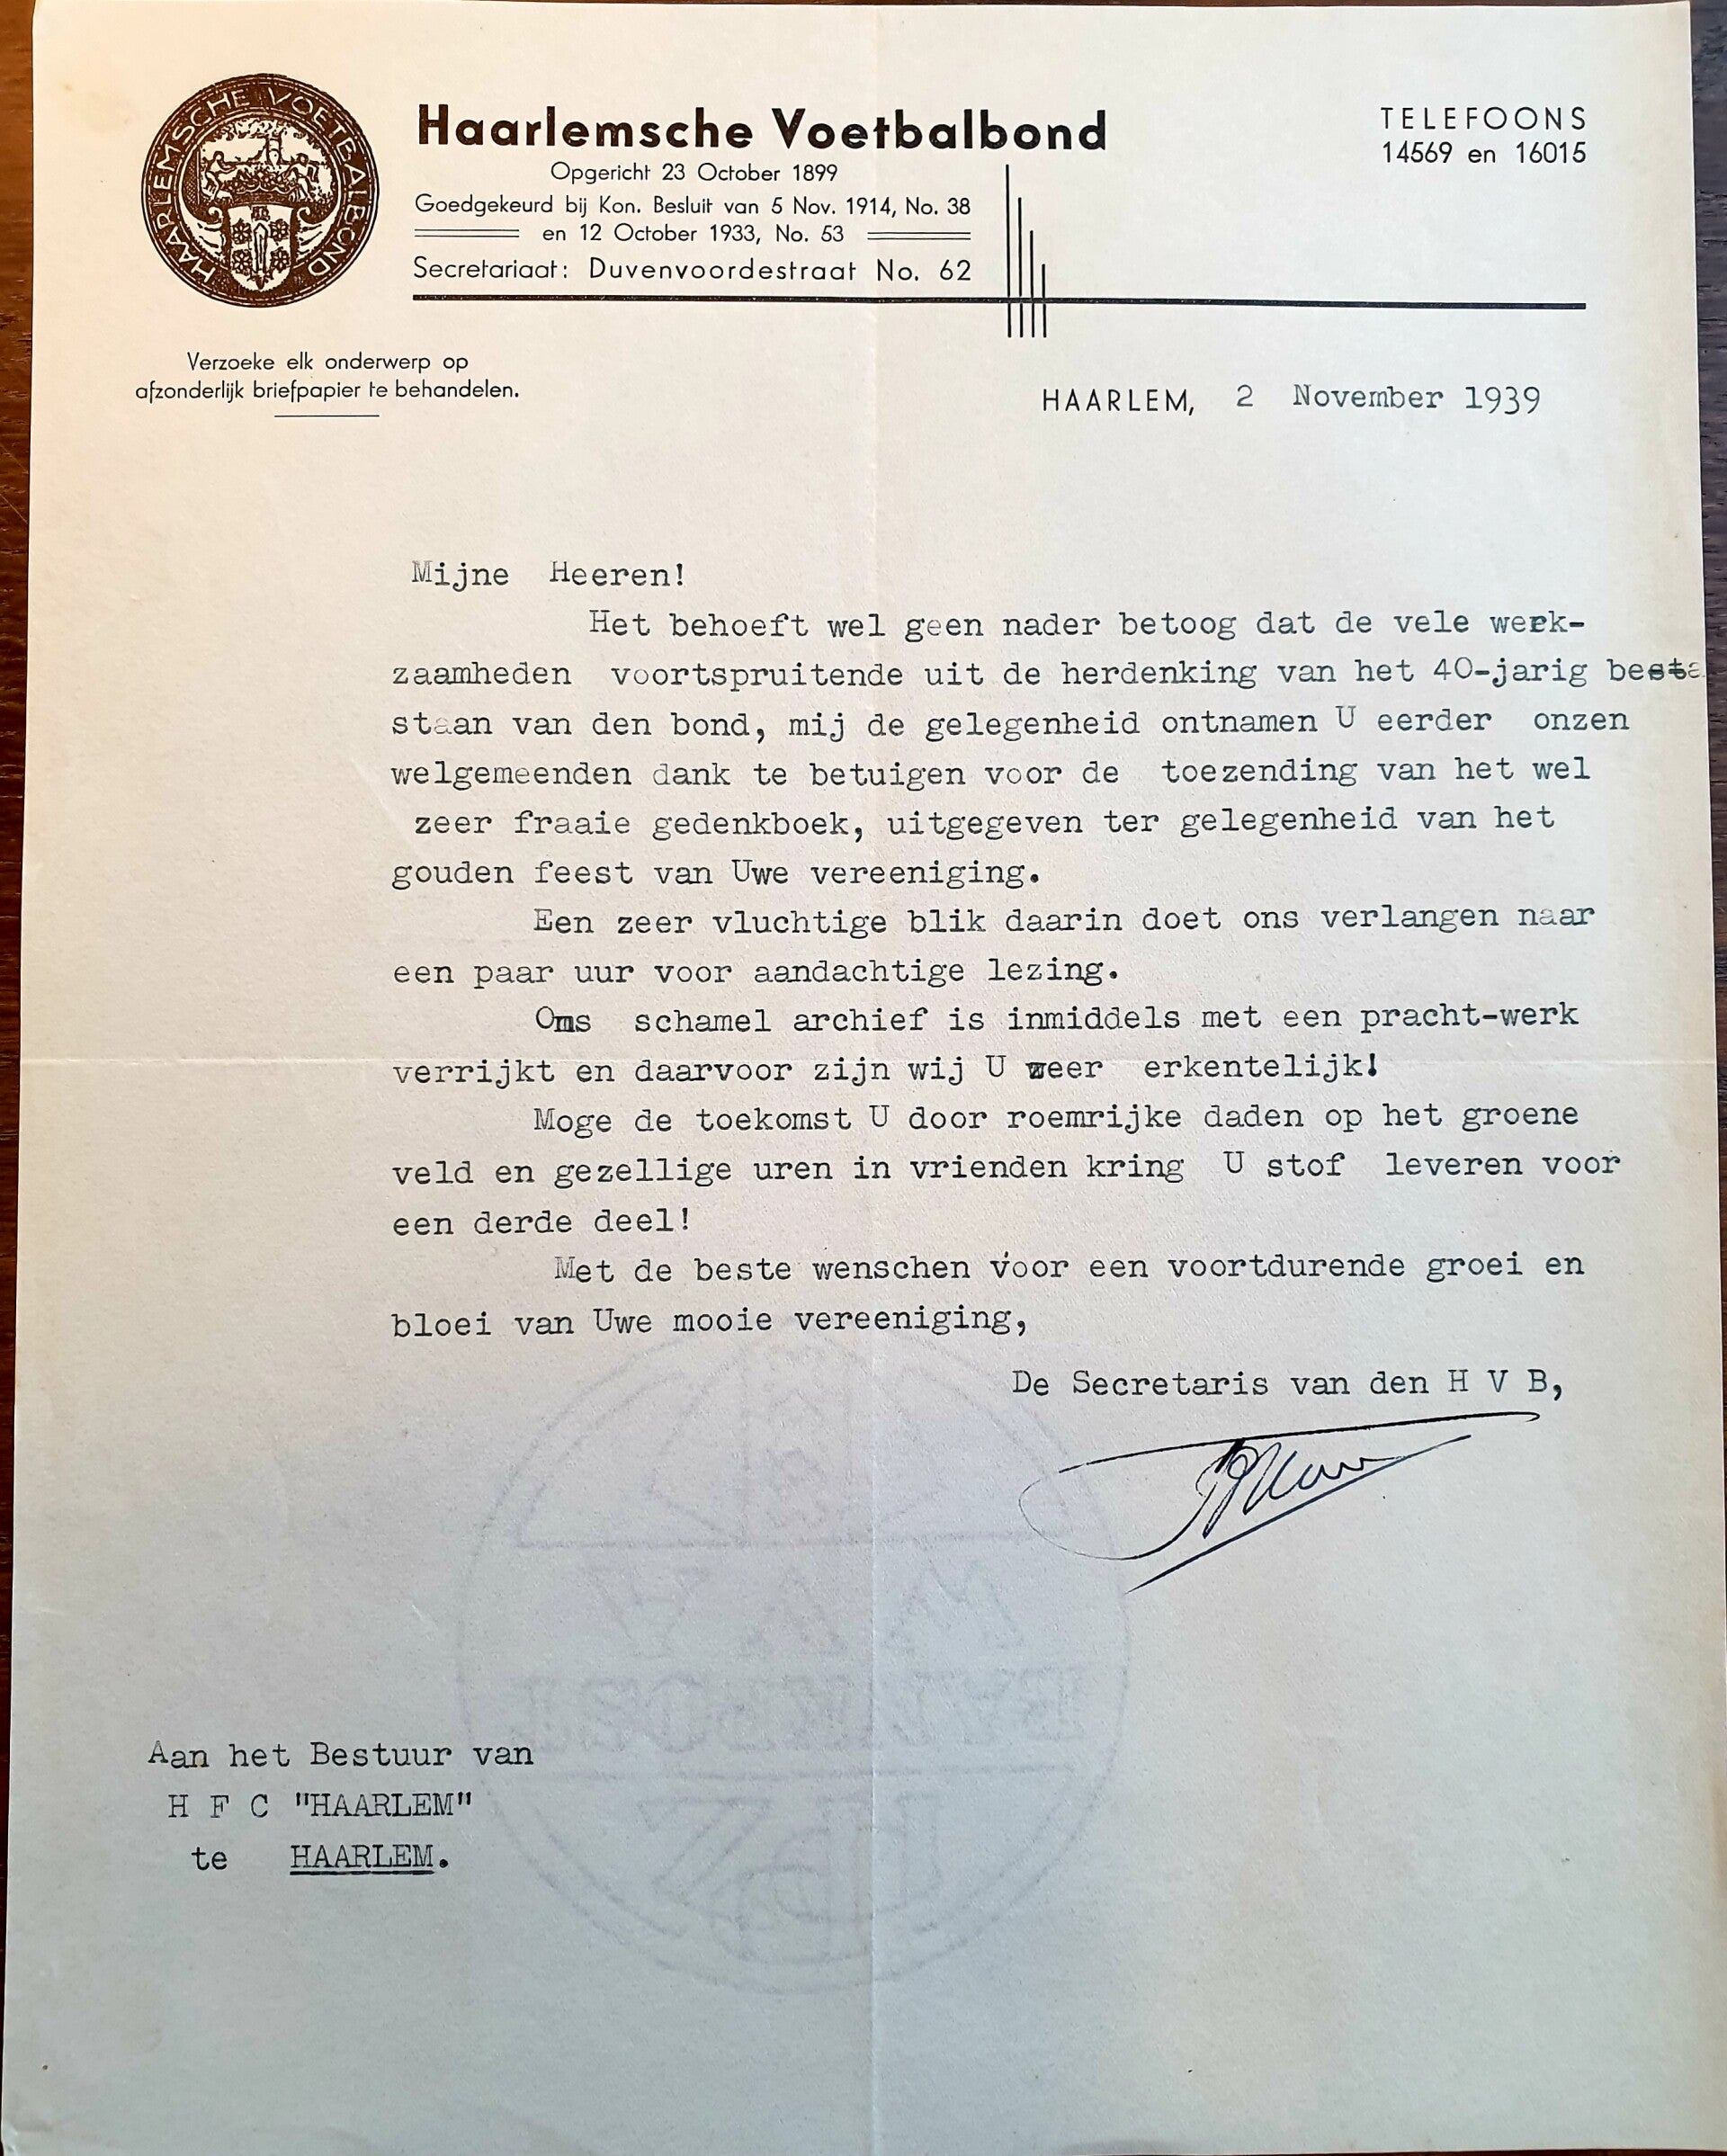 HAARLEMSCHE VOETBALBOND
Haarlemsche Voetbalbond
Opgericht 23 October 1899
Goedgekeurd bij Kon. Besluit van 5 Nov. 1914, No. 38
en 12 October 1933, No. 53
Secretariaat: Duvenvoordestraat No. 62
TELEFOONS
14569 en 16015
Verzoeke elk onderwerp op
afzonderlijk briefpapier te behandelen.
HAARLEM, 2 November 1939
Mijne Heeren!
Het behoeft wel geen nader betoog dat de vele werk-
zaamheden voortspruitende uit de herdenking van het 40-jarig besta
staan van den bond, mij de gelegenheid ontnamen U eerder onzen
welgemeenden dank te betuigen voor de toezending van het wel
zeer fraaie gedenkboek, uitgegeven ter gelegenheid van het
gouden feest van Uwe vereeniging.
Een zeer vluchtige blik daarin doet ons verlangen naar
een paar uur voor aandachtige lezing.
Ons schamel archief is inmiddels met een pracht-werk
verrijkt en daarvoor zijn wij U zeer erkentelijk!
Moge de toekomst U door roemrijke daden op het groene
veld en gezellige uren in vrienden kring U stof leveren voor
een derde deel!
Met de beste wenschen voor een voortdurende groei en
bloei van Uwe mooie vereeniging,
De Secretaris van den H V B,
Aan het Bestuur van
H F C "HAARLEM"
te HAARLEM.